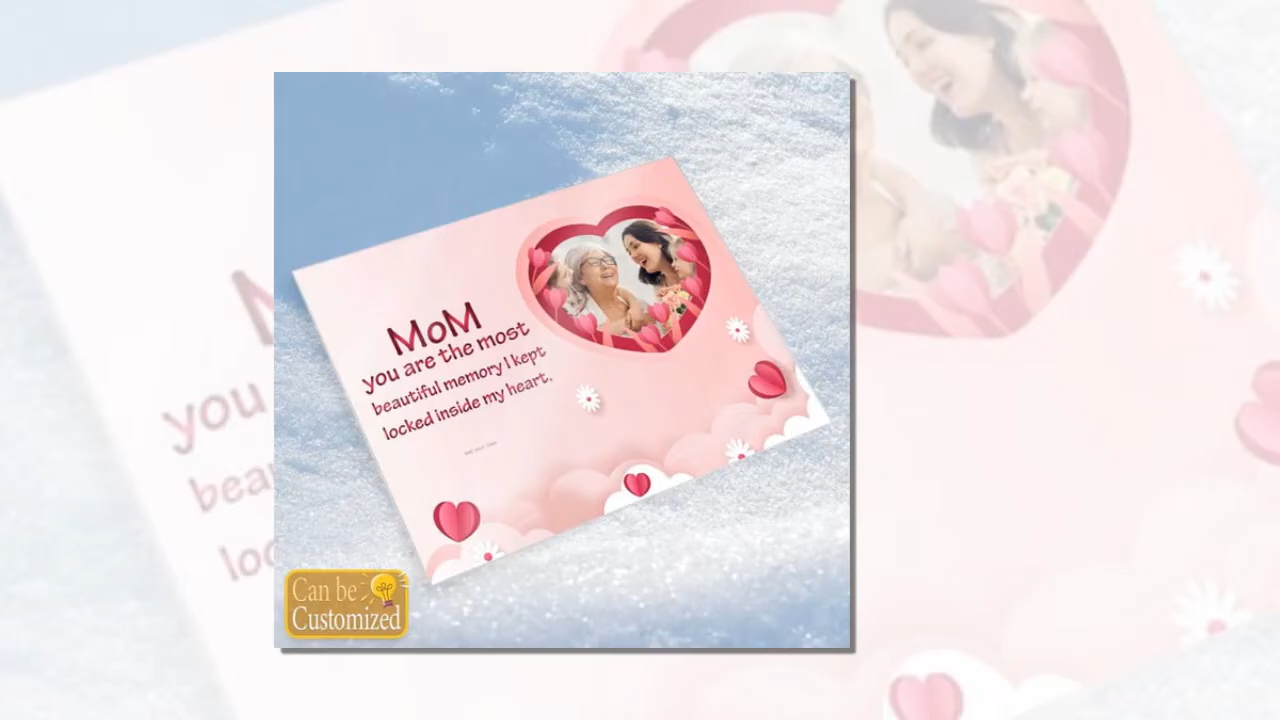 MoM
you are the most
beautiful memory I kept
locked inside my heart,
Can be
Customized